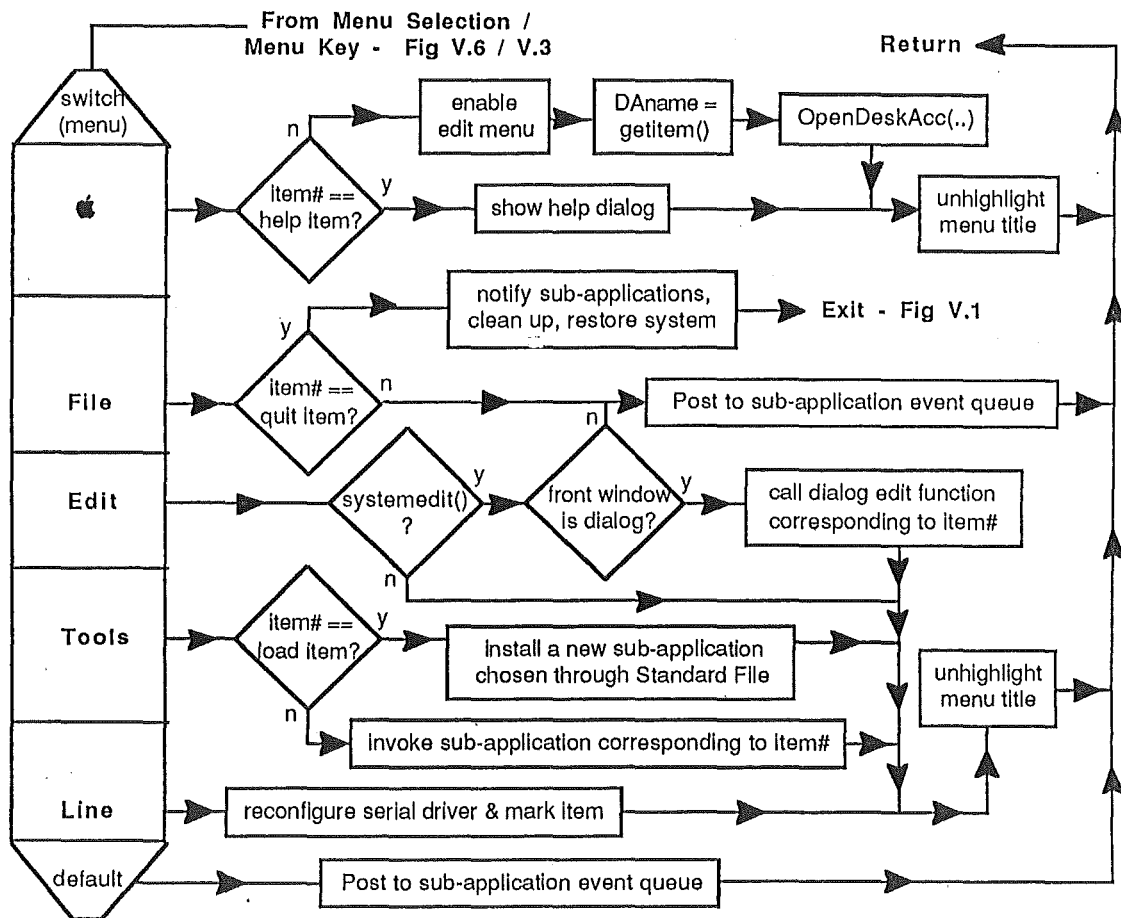 From Menu Selection /
Menu Key - Fig V.6 / V.3
Return
switch
(menu)
n
enable
edit menu
DAname =
getitem()
OpenDeskAcc(..)
item# ==
help item?
y
show help dialog
unhighlight
menu title
y
notify sub-applications,
clean up, restore system
Exit - Fig V.1
File
item# ==
quit item?
n
Post to sub-application event queue
n
Edit
systemedit()
?
y
front window
is dialog?
y
call dialog edit function
corresponding to item#
n
Tools
item# ==
load item?
y
install a new sub-application
chosen through Standard File
unhighlight
menu title
n
invoke sub-application corresponding to item#
Line
reconfigure serial driver & mark item
default
Post to sub-application event queue